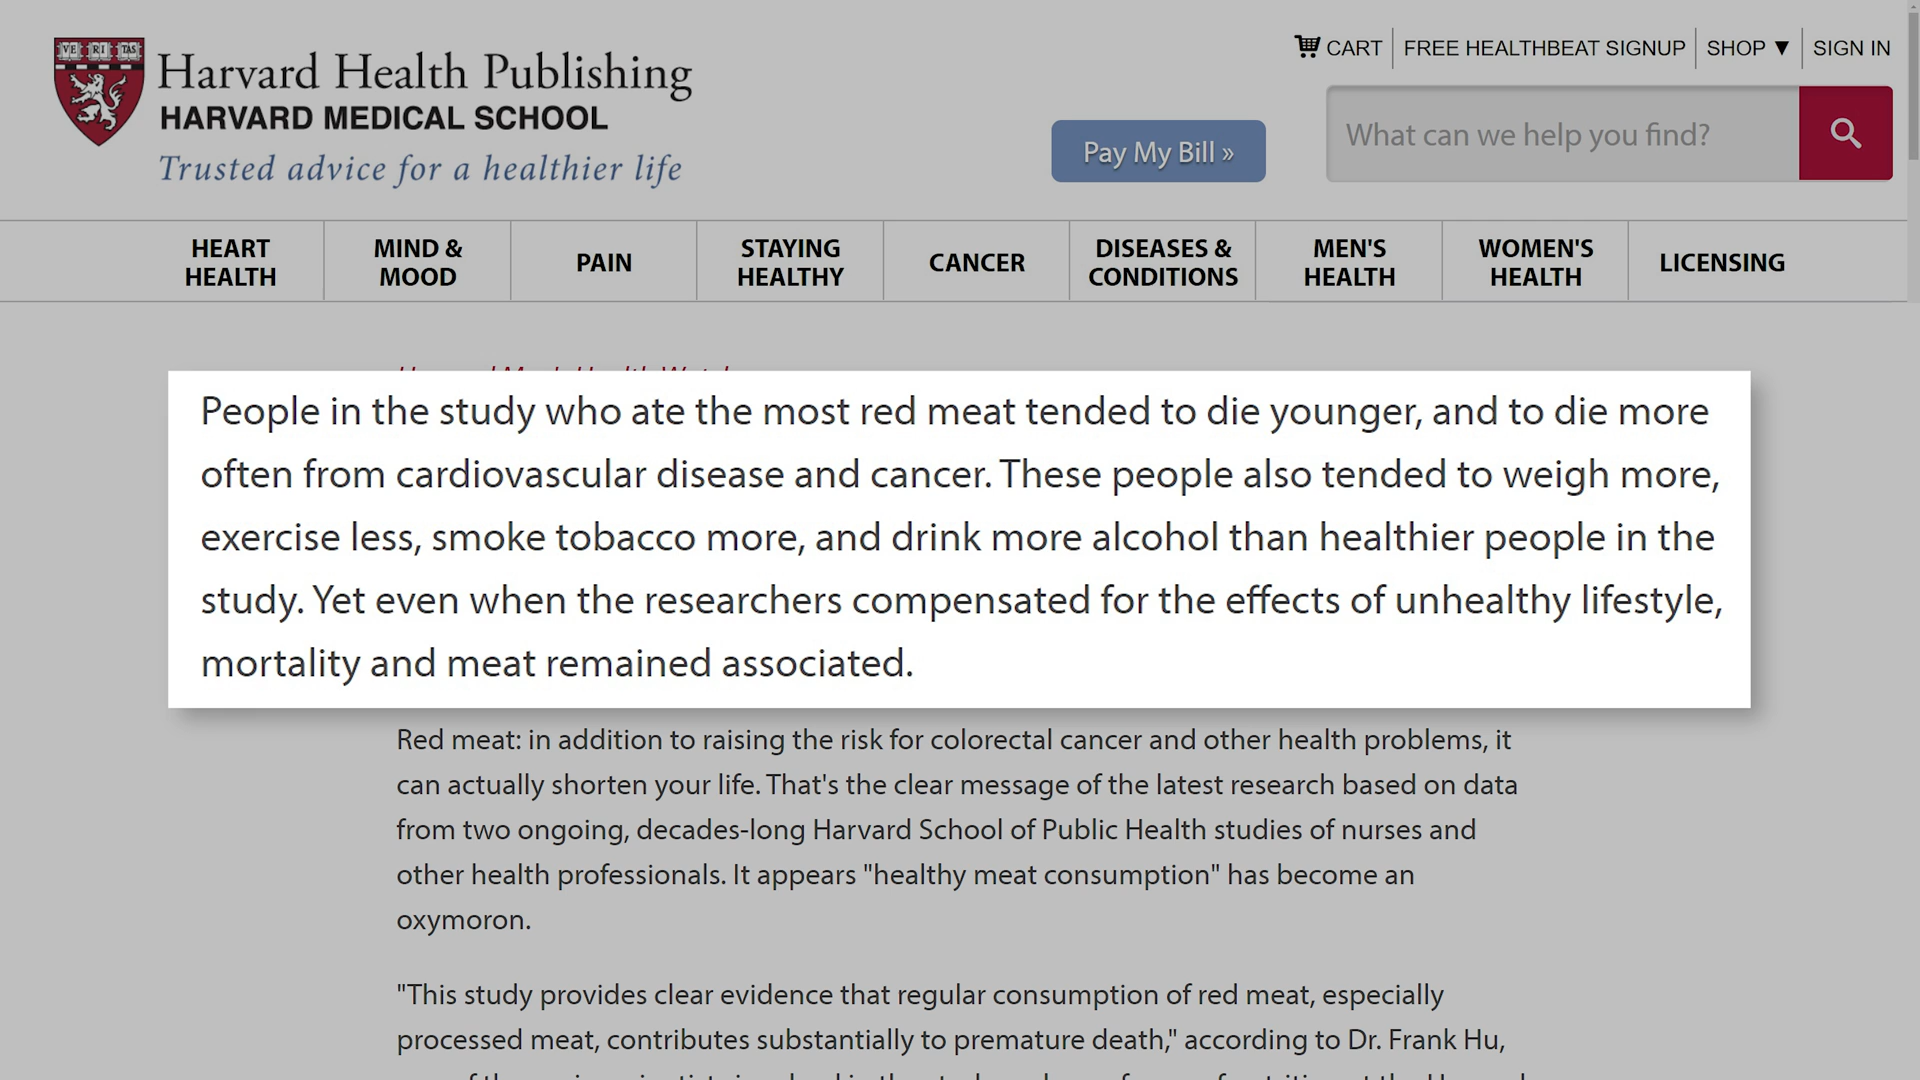 VE RI TAS
Harvard Health Publishing
HARVARD MEDICAL SCHOOL
Trusted advice for a healthier life
CART
FREE HEALTHBEAT SIGNUP
SHOP ▼
SIGN IN
Pay My Bill »
What can we help you find?
HEART
HEALTH
MIND &
MOOD
PAIN
STAYING
HEALTHY
CANCER
DISEASES &
CONDITIONS
MEN'S
HEALTH
WOMEN'S
HEALTH
LICENSING
People in the study who ate the most red meat tended to die younger, and to die more
often from cardiovascular disease and cancer. These people also tended to weigh more,
exercise less, smoke tobacco more, and drink more alcohol than healthier people in the
study. Yet even when the researchers compensated for the effects of unhealthy lifestyle,
mortality and meat remained associated.
Red meat: in addition to raising the risk for colorectal cancer and other health problems, it
can actually shorten your life. That's the clear message of the latest research based on data
from two ongoing, decades-long Harvard School of Public Health studies of nurses and
other health professionals. It appears "healthy meat consumption" has become an
oxymoron.
"This study provides clear evidence that regular consumption of red meat, especially
processed meat, contributes substantially to premature death," according to Dr. Frank Hu,